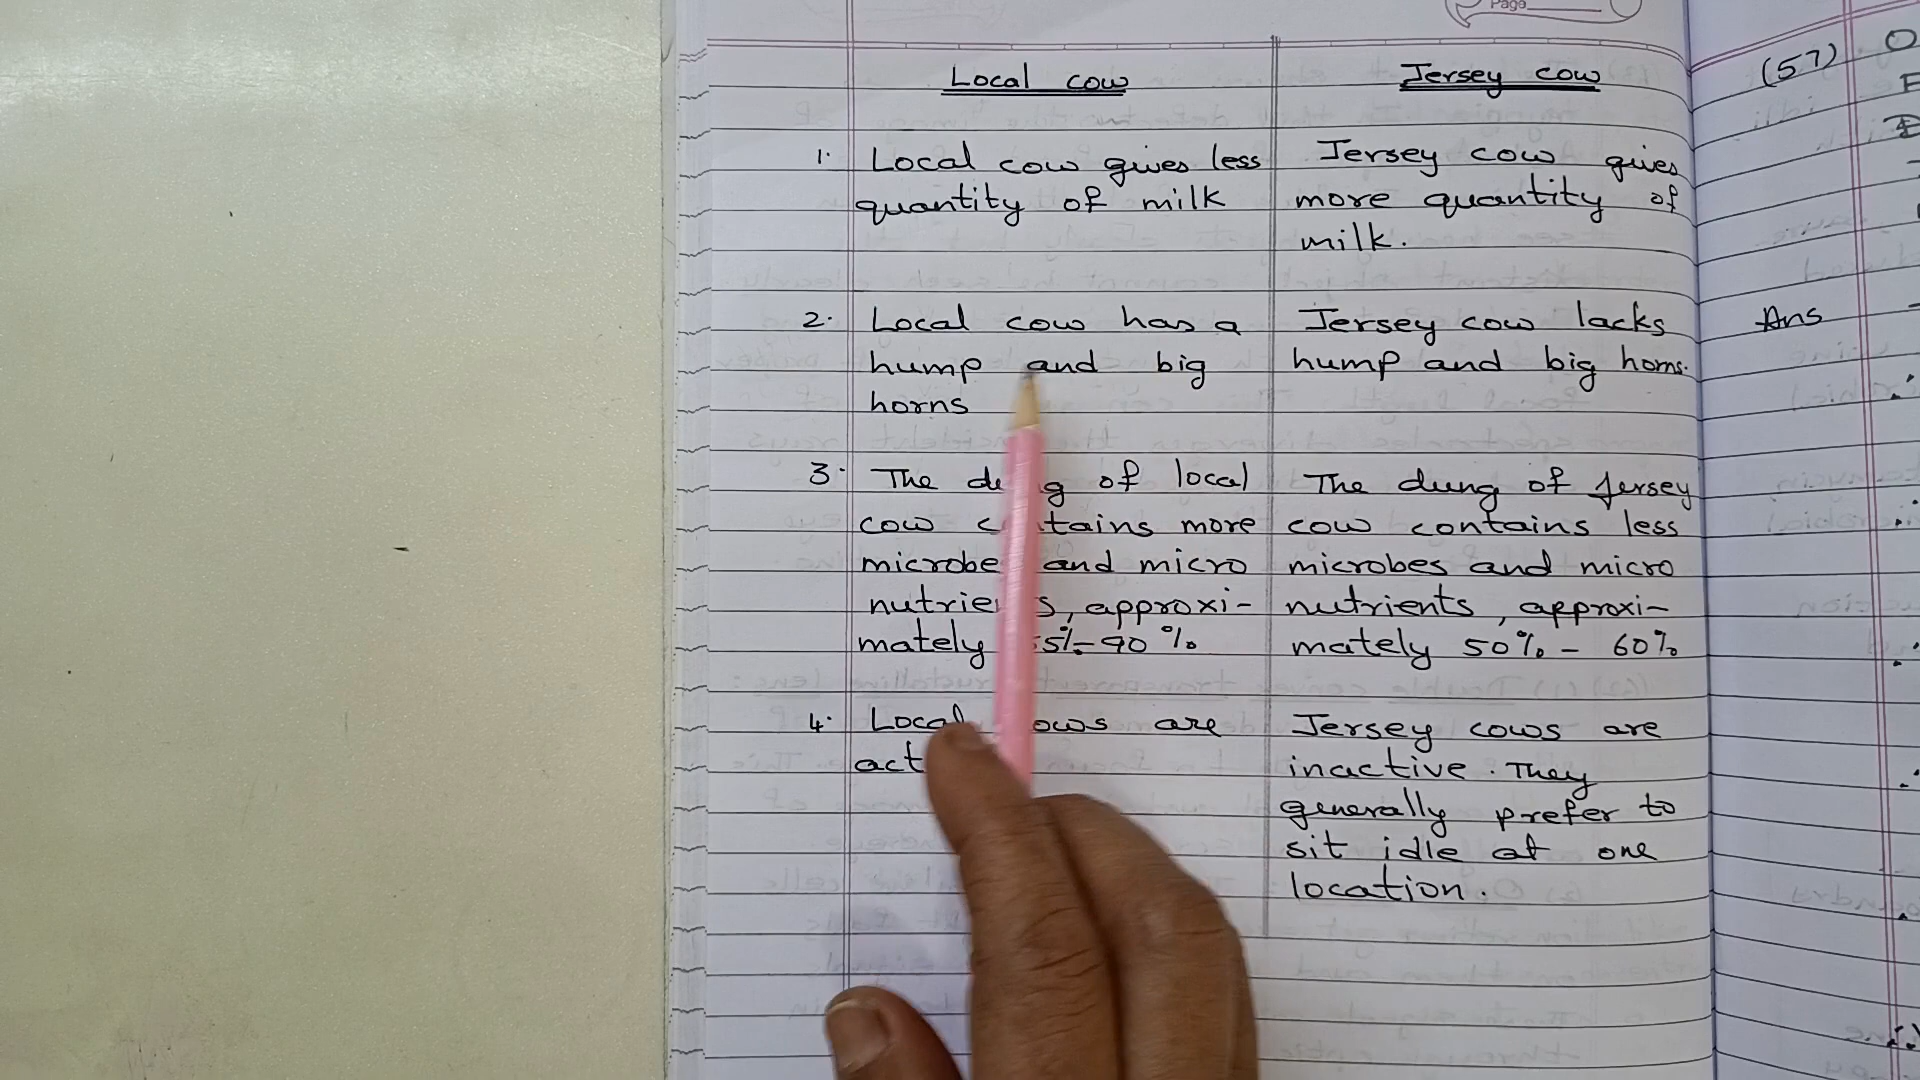 Page
Local cow
Jersey cow
1. Local cow gives less
quantity of milk
Jersey cow gives
more quantity of
milk.
2. Local cow has a
hump and big
horns
Jersey cow lacks
hump and big horns.
3. The of local
cow more
and micro
approxi-
mately 90%
The dung of Jersey
cow contains less
microbes and micro
nutrients, approxi-
mately 50% - 60%
4. Local are
Jersey cows are
inactive. They
generally prefer to
sit idle at one
location.
(57)
Ans